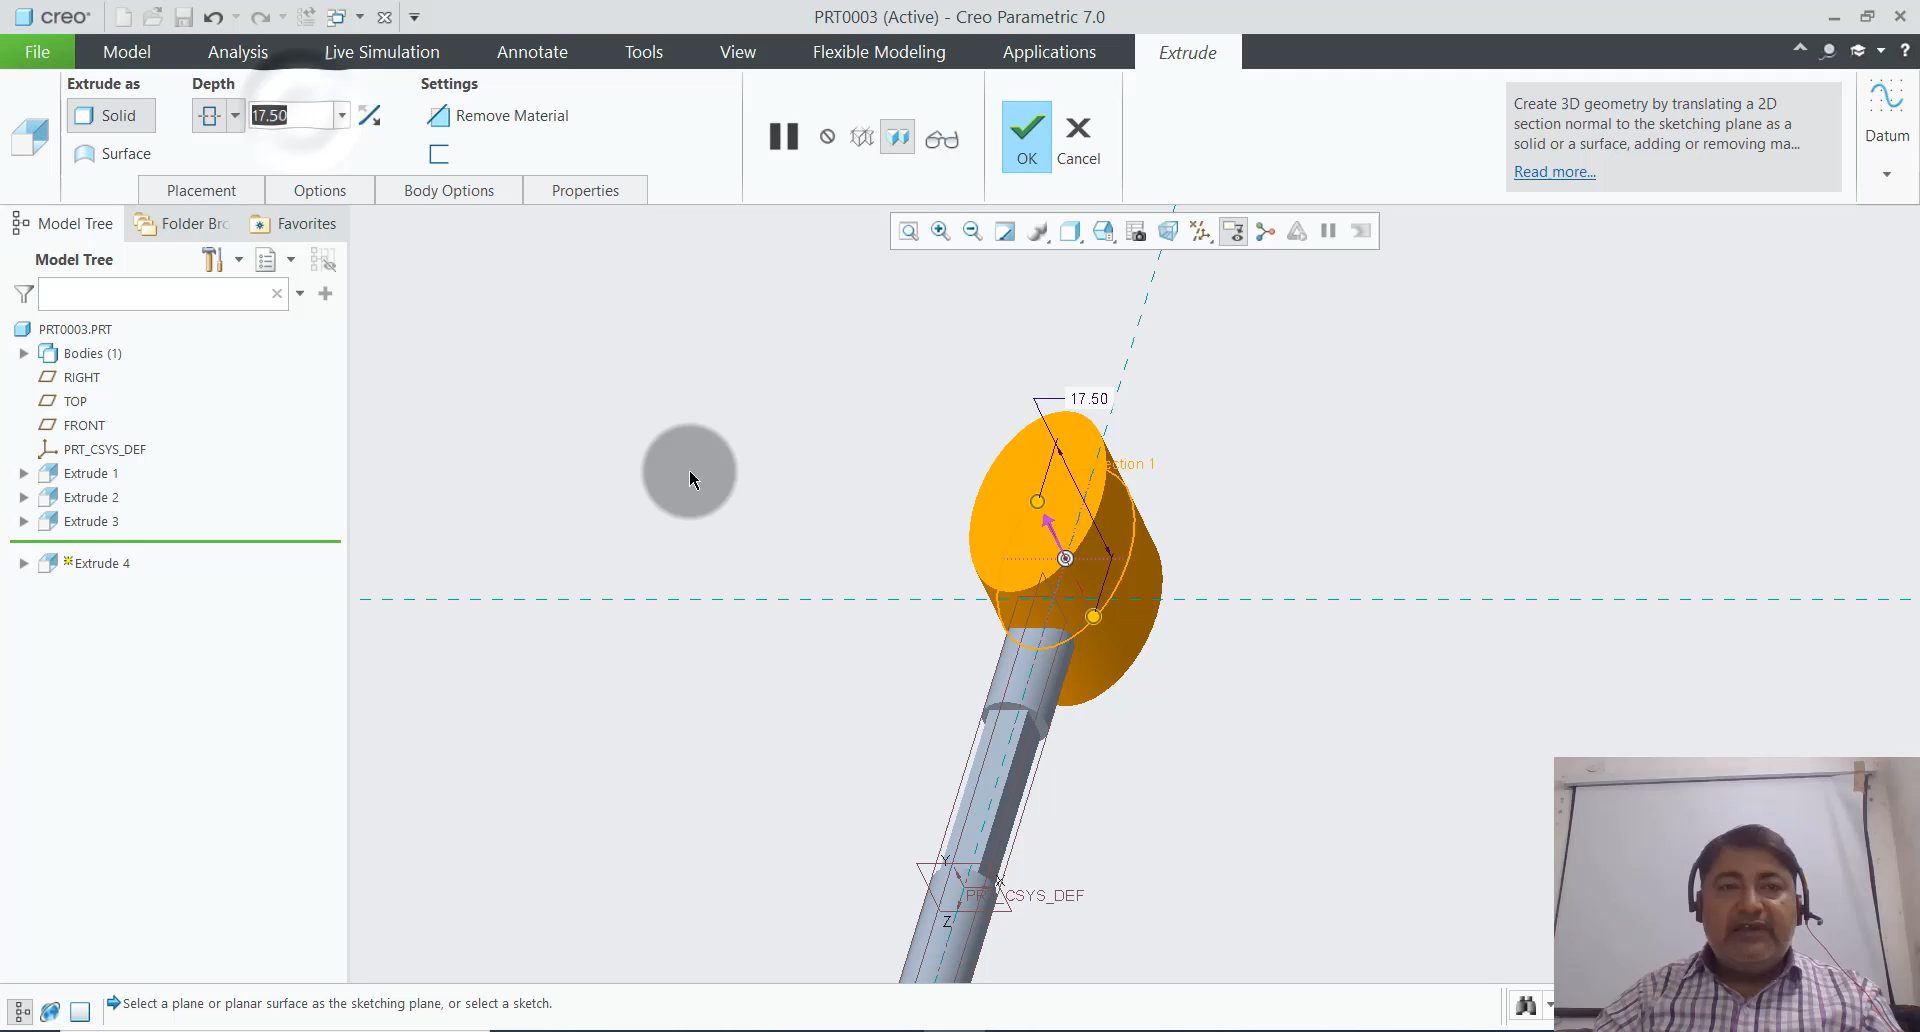 creo
PRT0003 (Active) - Creo Parametric 7.0
File
Model
Analysis
Live Simulation
Annotate
Tools
View
Flexible Modeling
Applications
Extrude
Extrude as
Depth
Settings
Solid
17.50
Remove Material
Surface
OK
Cancel
Create 3D geometry by translating a 2D
section normal to the sketching plane as a
solid or a surface, adding or removing ma...
Read more...
Datum
Placement
Options
Body Options
Properties
Model Tree
Folder Br
Favorites
Model Tree
PRT0003.PRT
Bodies (1)
RIGHT
TOP
FRONT
PRT_CSYS_DEF
Extrude 1
Extrude 2
Extrude 3
Extrude 4
17.50
ection 1
Y
X
CSYS_DEF
Z
Select a plane or planar surface as the sketching plane, or select a sketch.